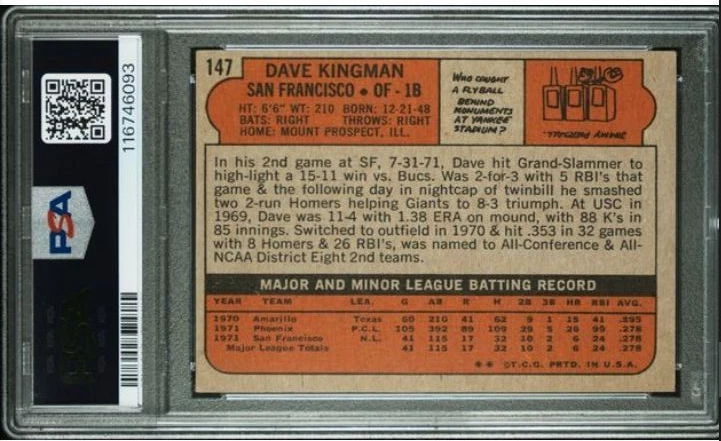 116746093
PSA
147
DAVE KINGMAN
SAN FRANCISCO • OF - 1B
HT: 6'6" WT: 210 BORN: 12-21-48
BATS: RIGHT THROWS: RIGHT
HOME: MOUNT PROSPECT, ILL.
WHO CAUGHT
A FLYBALL
BEHIND
MONUMENTS
AT YANKEE
STADIUM?
In his 2nd game at SF, 7-31-71, Dave hit Grand-Slammer to
high-light a 15-11 win vs. Bucs. Was 2-for-3 with 5 RBI's that
game & the following day in nightcap of twinbill he smashed
two 2-run Homers helping Giants to 8-3 triumph. At USC in
1969, Dave was 11-4 with 1.38 ERA on mound, with 88 K's in
85 innings. Switched to outfield in 1970 & hit .353 in 32 games
with 8 Homers & 26 RBI's, was named to All-Conference & All-
NCAA District Eight 2nd teams.
MAJOR AND MINOR LEAGUE BATTING RECORD
YEAR TEAM LEA. G AB R H 2B 3B HR RBI AVG.
1970 Amarillo Texas 60 210 41 62 9 1 15 41 .295
1971 Phoenix P.C.L. 105 392 89 109 29 5 26 99 .278
1971 San Francisco N.L. 41 115 17 32 10 2 6 24 .278
Major League Totals 41 115 17 32 10 2 6 24 .278
** ©T.C.G. PRTD. IN U.S.A.